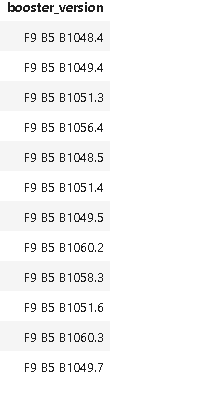 booster_version
F9 B5 B1048.4
F9 B5 B1049.4
F9 B5 B1051.3
F9 B5 B1056.4
F9 B5 B1048.5
F9 B5 B1051.4
F9 B5 B1049.5
F9 B5 B1060.2
F9 B5 B1058.3
F9 B5 B1051.6
F9 B5 B1060.3
F9 B5 B1049.7